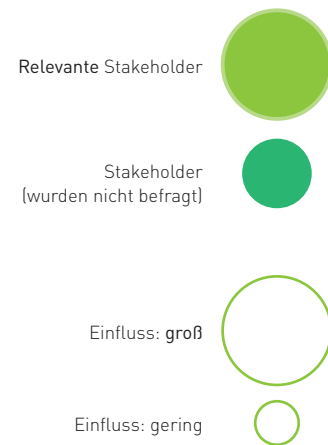 Relevante Stakeholder
Stakeholder
(wurden nicht befragt)
Einfluss: groß
Einfluss: gering